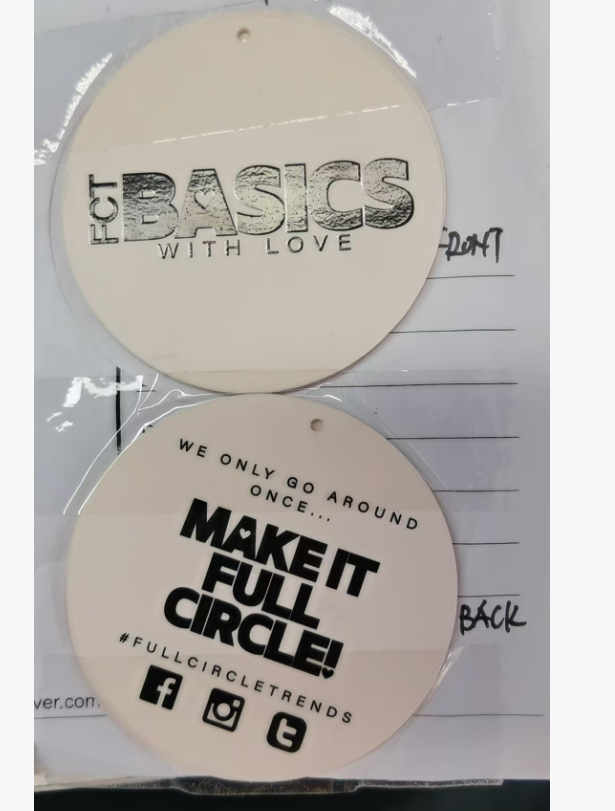 FCT BASICS
WITH LOVE
FRONT
WE ONLY GO AROUND
ONCE...
MAKE IT
FULL
CIRCLE!
#FULLCIRCLETRENDS
BACK
ver.com